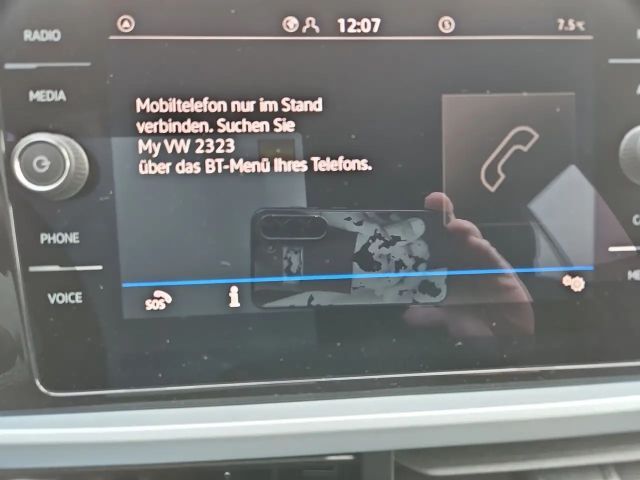 RADIO
12:07
7.5°C
MEDIA
Mobiltelefon nur im Stand
verbinden. Suchen Sie
My VW 2323
über das BT-Menü Ihres Telefons.
PHONE
VOICE
SOS
i